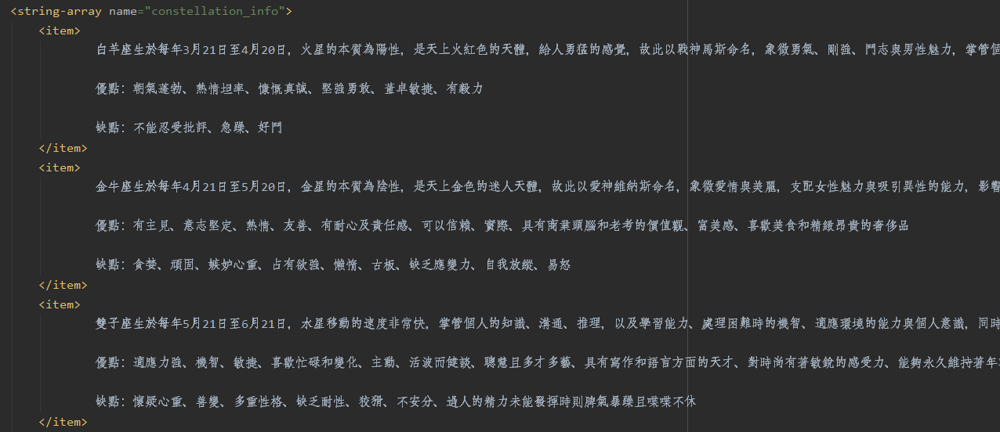 <string-array name="constellation_info">
<item>
白羊座生於每年3月21日至4月20日，火星的本質為陽性，是天上火紅色的天體，給人勇猛的感覺，故此以戰神馬斯命名，象徵勇氣、剛強、鬥志與男性魅力，掌管個
優點：朝氣蓬勃、熱情坦率、慷慨真誠、堅強勇敢、董卓敏捷、有毅力
缺點：不能忍受批評、急躁、好鬥
</item>
<item>
金牛座生於每年4月21日至5月20日，金星的本質為陰性，是天上金色的迷人天體，故此以愛神維納斯命名，象徵愛情與美麗，支配女性魅力與吸引異性的能力，影響
優點：有主見、意志堅定、熱情、友善、有耐心及責任感、可以信賴、實際、具有商業頭腦和老考的價值觀、富美感、喜歡美食和精緻昂貴的奢侈品
缺點：貪婪、頑固、嫉妒心重、占有欲強、懶惰、古板、缺乏應變力、自我放縱、易怒
</item>
<item>
雙子座生於每年5月21日至6月21日，水星移動的速度非常快，掌管個人的知識、溝通、推理，以及學習能力、處理困難時的機智、適應環境的能力與個人意識，同時
優點：適應力強、機智、敏捷、喜歡忙碌和變化、主動、活波而健談、聰慧且多才多藝、具有寫作和語言方面的天才、對時尚有著敏銳的感受力、能夠永久維持著年
缺點：懷疑心重、善變、多重性格、缺乏耐性、狡猾、不安分、過人的精力未能發揮時則脾氣暴躁且喋喋不休
</item>